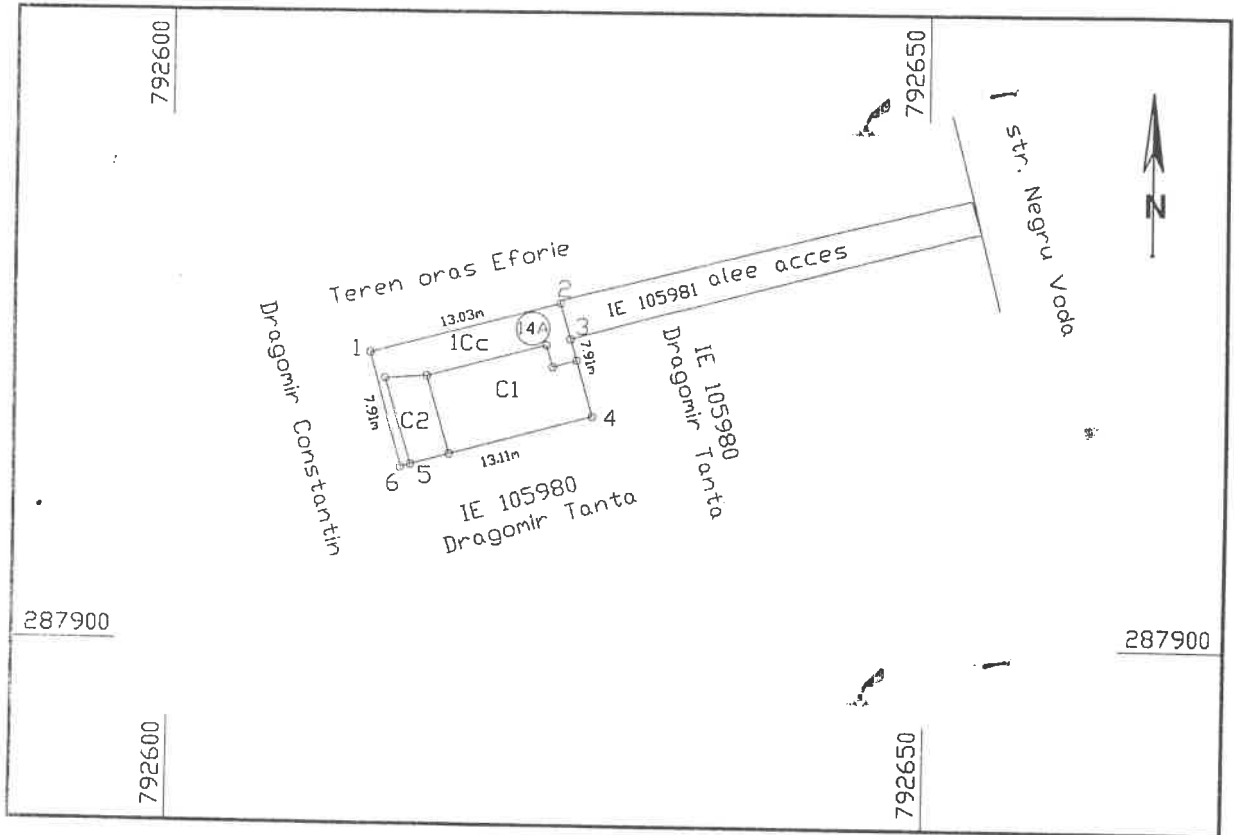 792600
792650
str. Negru Voda
N
Teren oras Eforie
IE 105981 alee acces
13.03m
14A
1
2
3
1Cc
7.91m
C1
C2
7.91m
Dragomir Constantin
4
5
6
13.11m
IE 105980
Dragomir Tanta
IE 105980
Dragomir Tanta
287900
287900
792600
792650